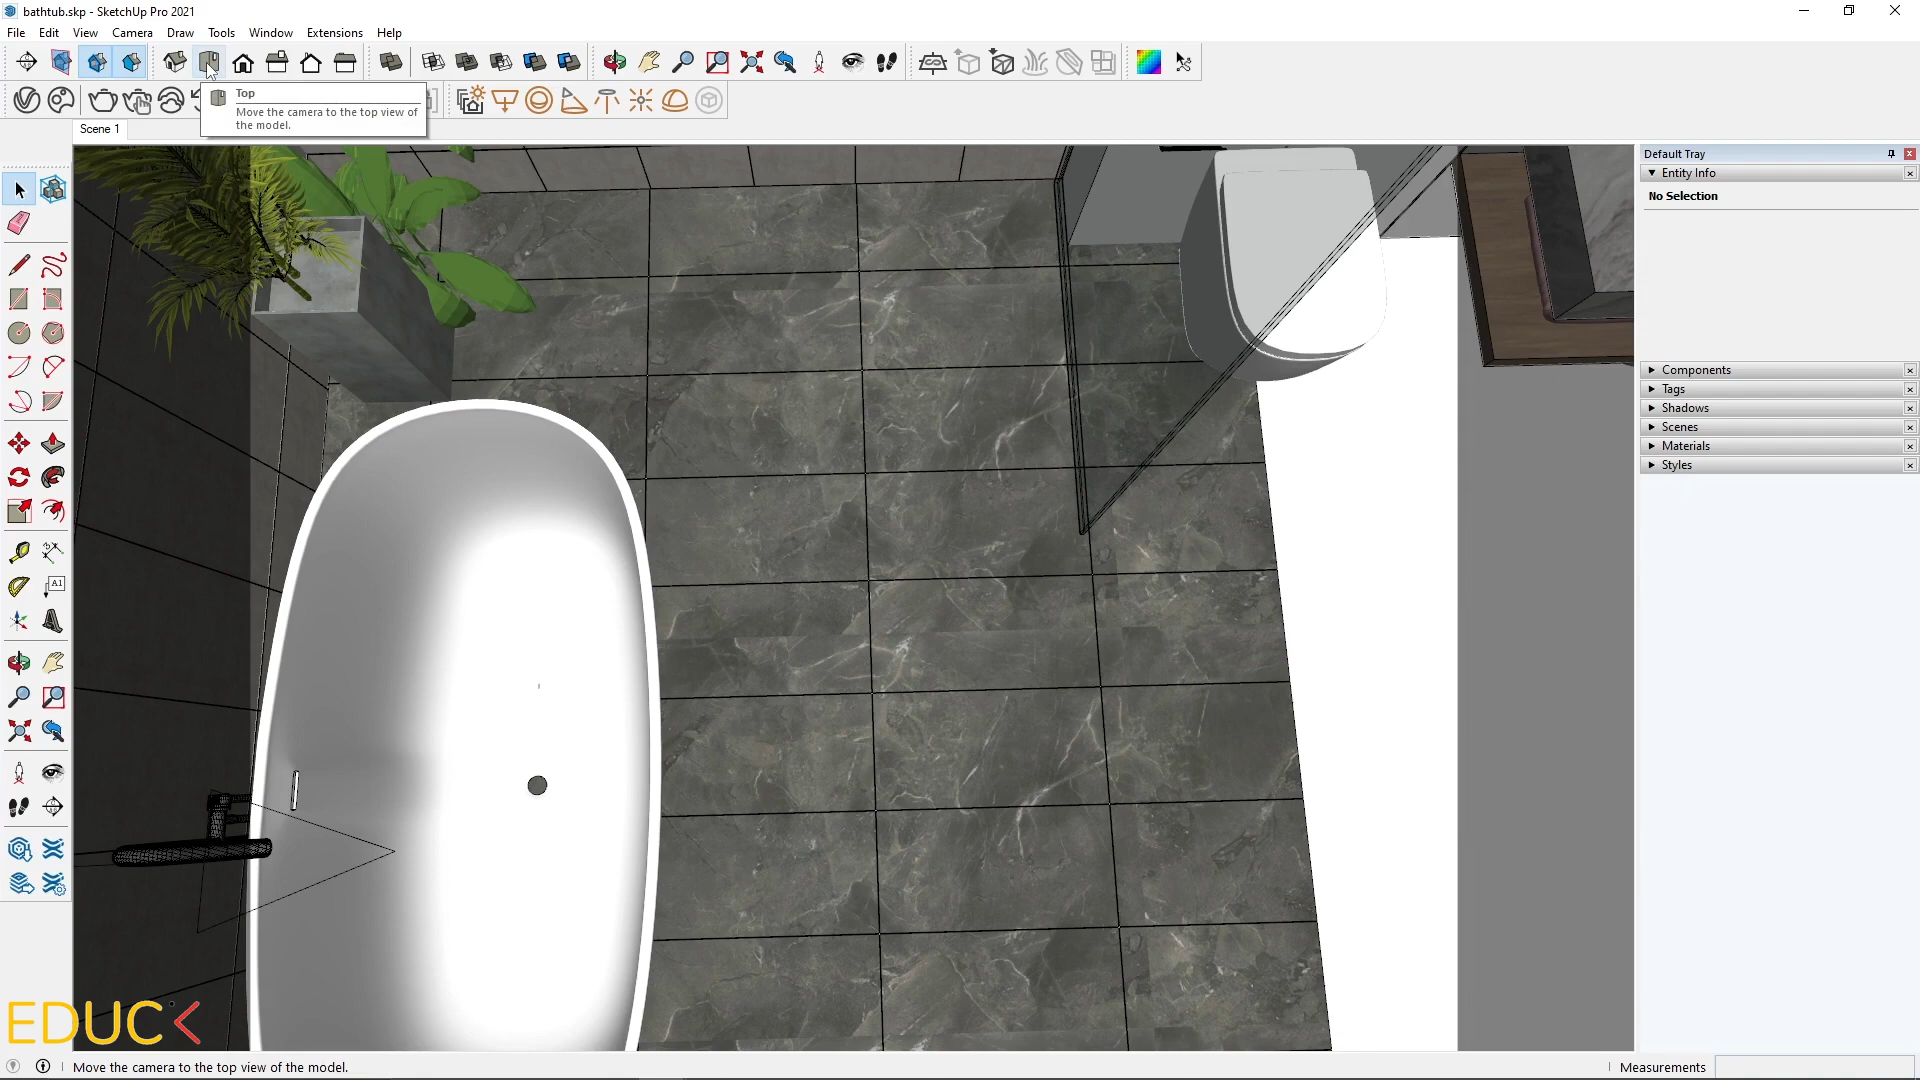 bathtub.skp - SketchUp Pro 2021
File Edit View Camera Draw Tools Window Extensions Help
Top
Move the camera to the top view of
the model.
Scene 1
Default Tray
Entity Info
No Selection
Components
Tags
Shadows
Scenes
Materials
Styles
A1
EDUC
Move the camera to the top view of the model.
Measurements